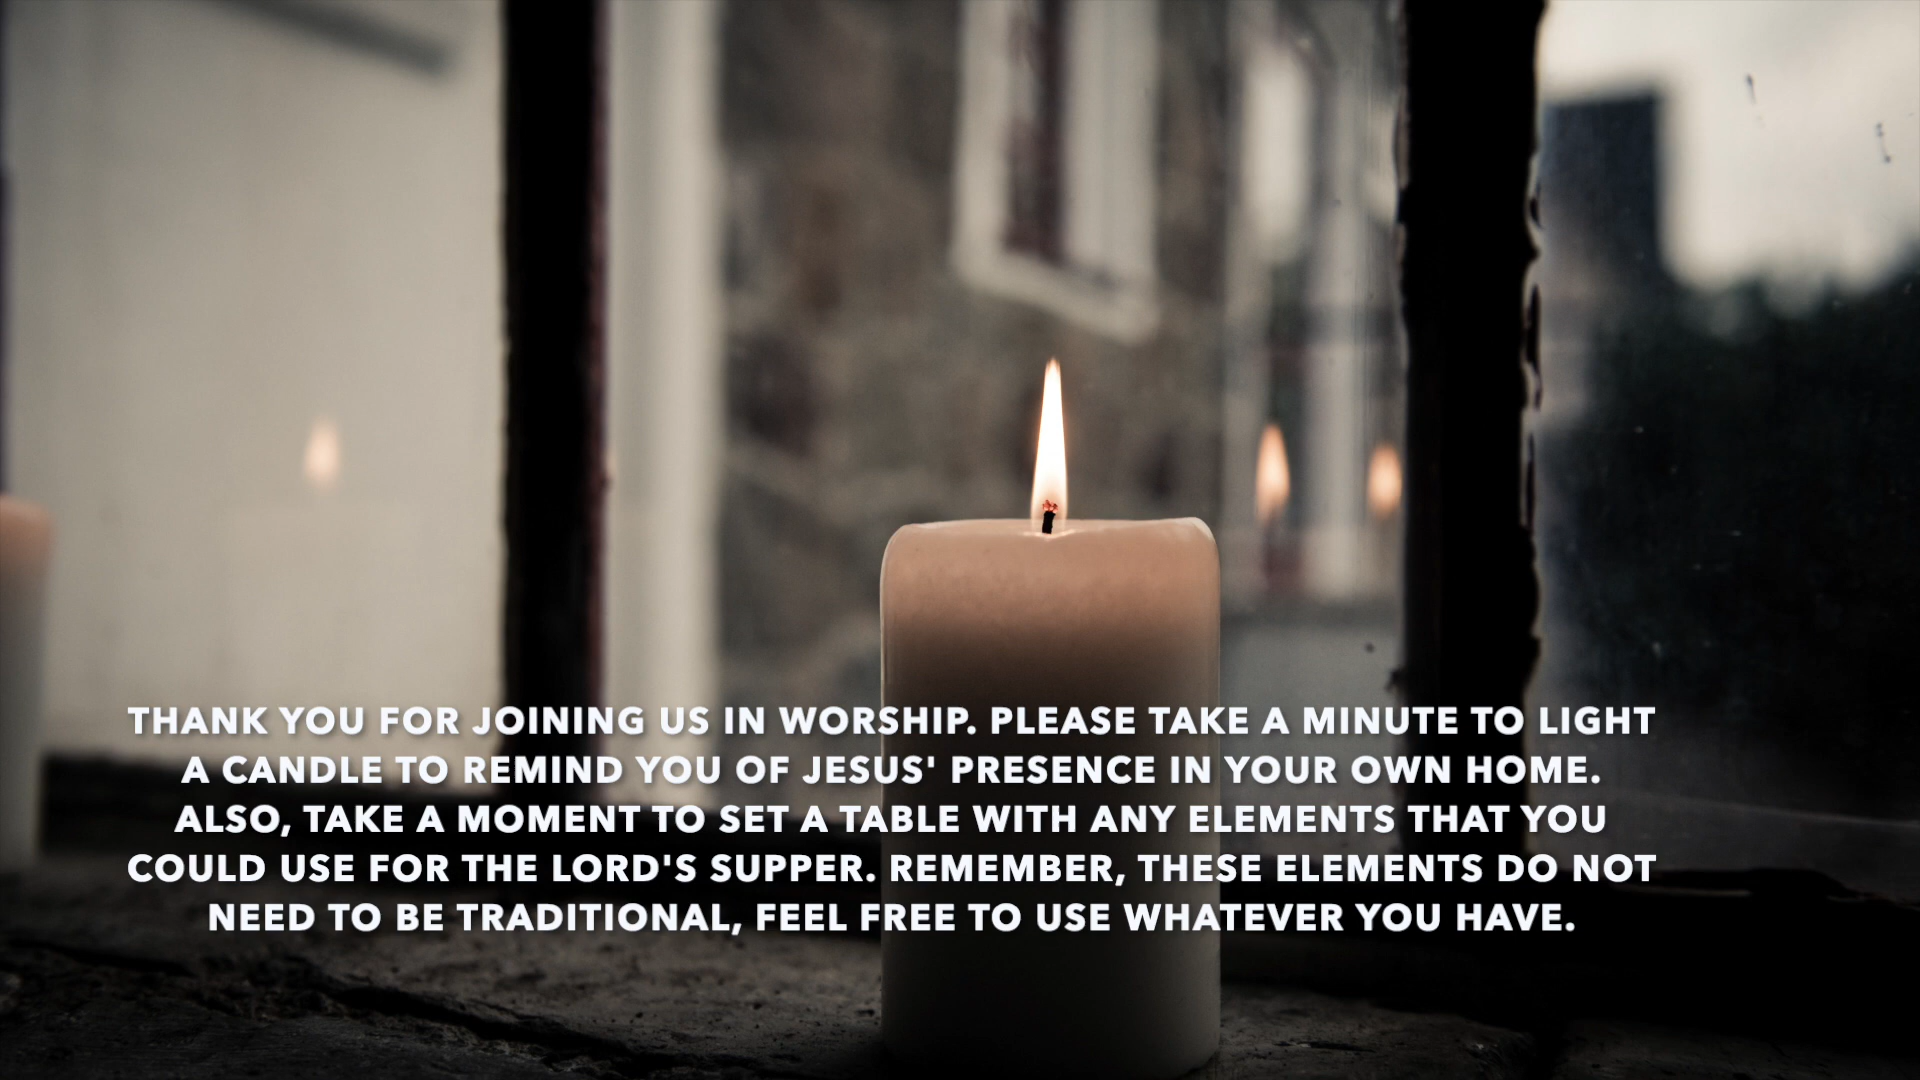 THANK YOU FOR JOINING US IN WORSHIP. PLEASE TAKE A MINUTE TO LIGHT
A CANDLE TO REMIND YOU OF JESUS' PRESENCE IN YOUR OWN HOME.
ALSO, TAKE A MOMENT TO SET A TABLE WITH ANY ELEMENTS THAT YOU
COULD USE FOR THE LORD'S SUPPER. REMEMBER, THESE ELEMENTS DO NOT
NEED TO BE TRADITIONAL, FEEL FREE TO USE WHATEVER YOU HAVE.